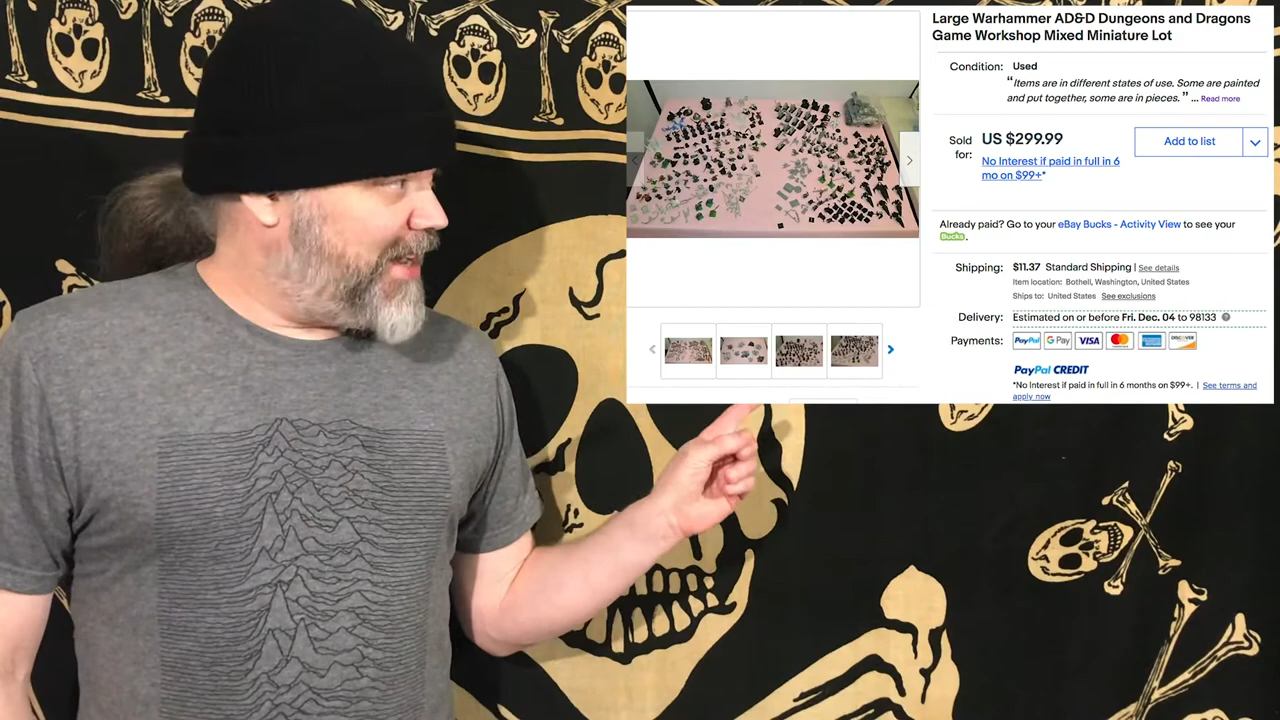 Large Warhammer AD&D Dungeons and Dragons
Game Workshop Mixed Miniature Lot
Condition: Used
“Items are in different states of use. Some are painted
and put together, some are in pieces. ” ... Read more
Sold for: US $299.99
Add to list
No Interest if paid in full in 6
mo on $99+*
Already paid? Go to your eBay Bucks - Activity View to see your
Bucks.
Shipping: $11.37 Standard Shipping | See details
Item location: Bothell, Washington, United States
Ships to: United States See exclusions
Delivery: Estimated on or before Fri. Dec. 04 to 98133
Payments: PayPal G Pay VISA MasterCard DISCOVER
PayPal CREDIT
*No Interest if paid in full in 6 months on $99+. | See terms and
apply now